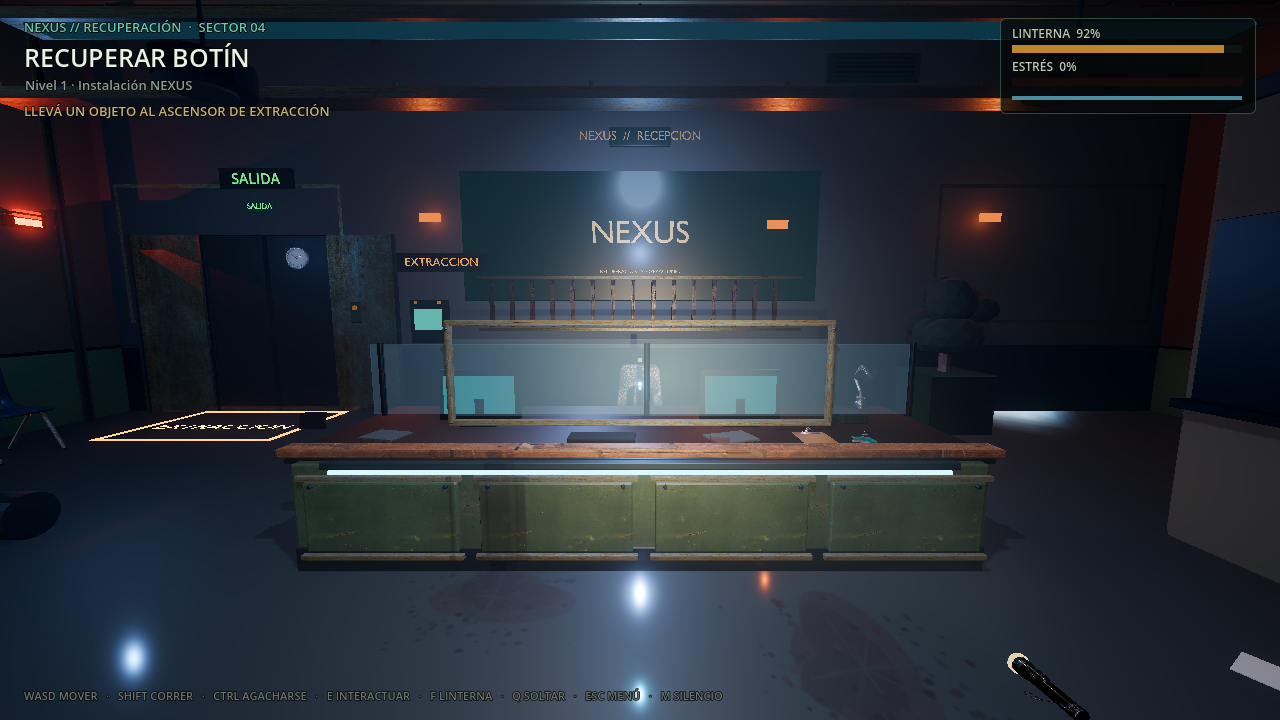 NEXUS // RECUPERACIÓN · SECTOR 04
RECUPERAR BOTÍN
Nivel 1 · Instalación NEXUS
LLEVÁ UN OBJETO AL ASCENSOR DE EXTRACCIÓN
LINTERNA 92%
ESTRÉS 0%
NEXUS // RECEPCION
SALIDA
SALIDA
NEXUS
EXTRACCION
WASD MOVER · SHIFT CORRER · CTRL AGACHARSE · E INTERACTUAR · F LINTERNA · Q SOLTAR · ESC MENÚ · M SILENCIO